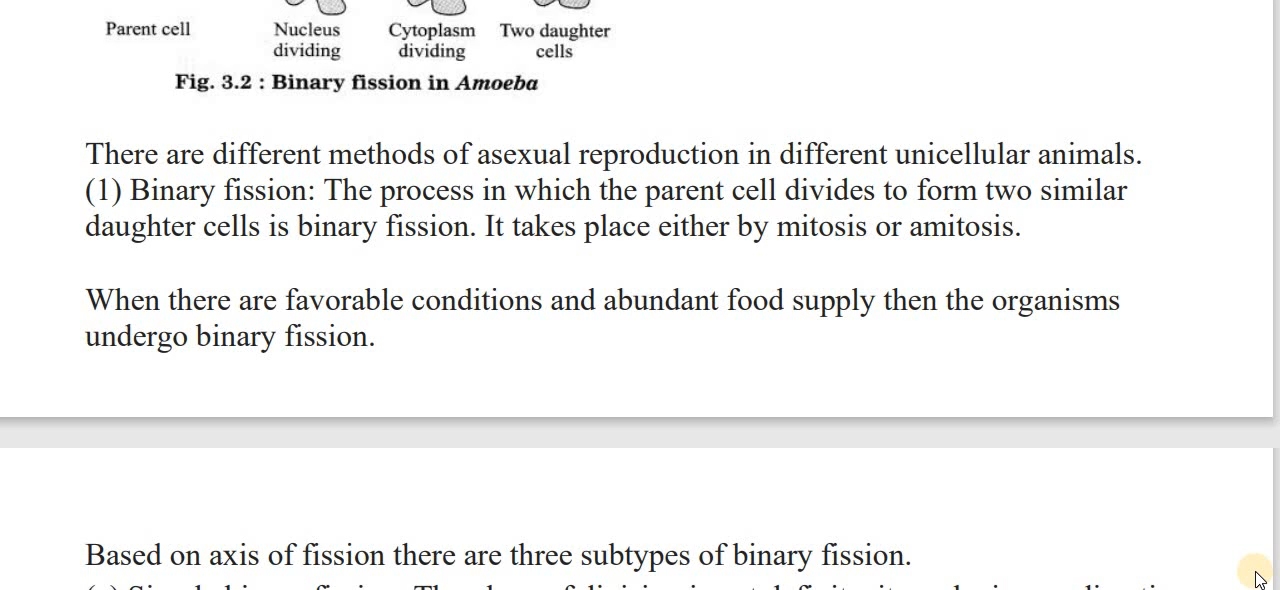 Parent cell Nucleus Cytoplasm Two daughter
dividing dividing cells
Fig. 3.2 : Binary fission in Amoeba
There are different methods of asexual reproduction in different unicellular animals.
(1) Binary fission: The process in which the parent cell divides to form two similar
daughter cells is binary fission. It takes place either by mitosis or amitosis.
When there are favorable conditions and abundant food supply then the organisms
undergo binary fission.
Based on axis of fission there are three subtypes of binary fission.